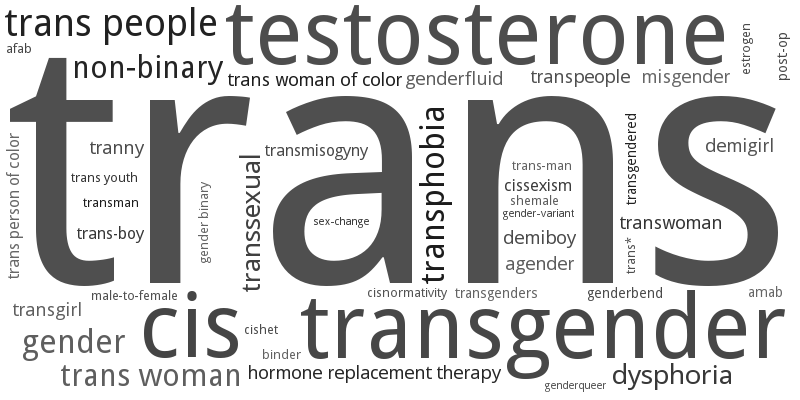 trans people
testosterone
afab
non-binary
estrogen
post-op
trans woman of color
genderfluid
transpeople
misgender
trans
trans person of color
tranny
transmisogyny
transphobia
transgendered
demigirl
trans youth
transsexual
trans-man
cissexism
transman
gender binary
shemale
gender-variant
sex-change
transwoman
trans-boy
demiboy
trans*
agender
male-to-female
cisnormativity
transgenders
genderbend
amab
transgirl
cis
transgender
gender
cishet
binder
trans woman
hormone replacement therapy
dysphoria
genderqueer